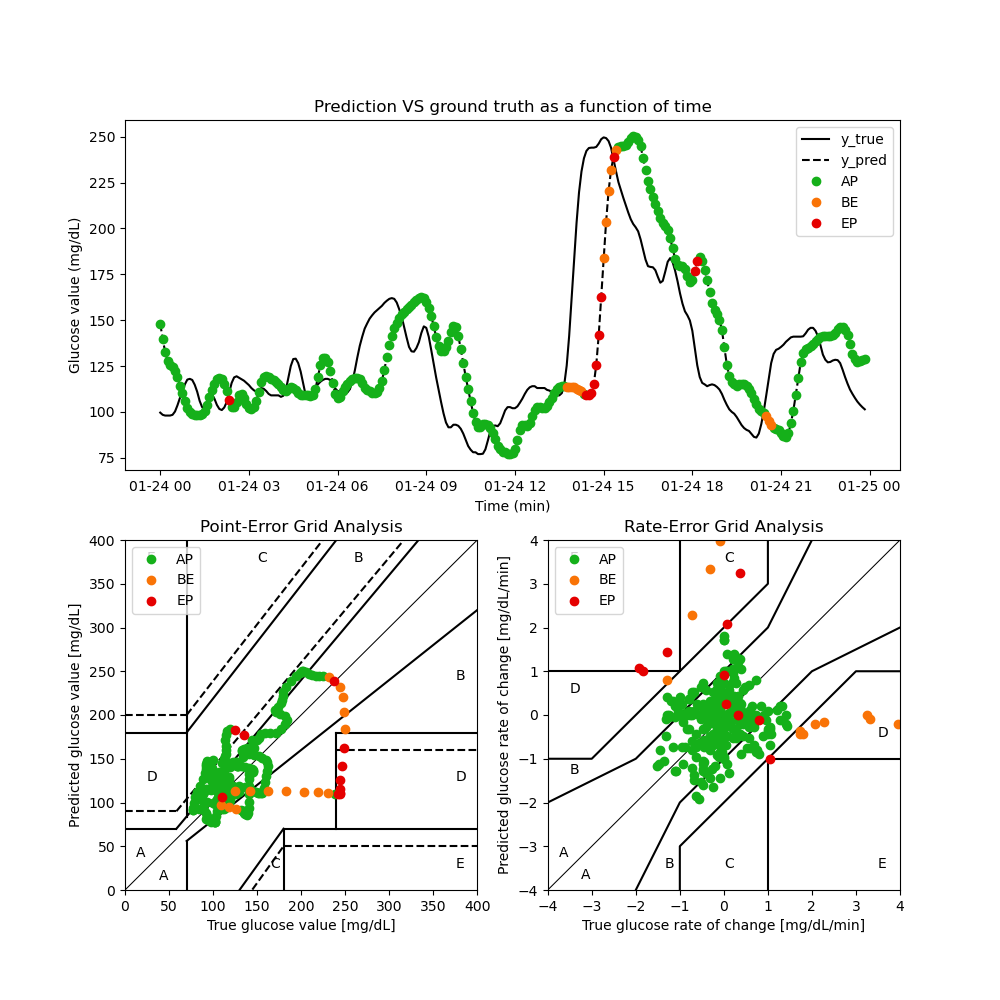 Prediction VS ground truth as a function of time
Glucose value (mg/dL)
250
225
200
175
150
125
100
75
y_true
y_pred
AP
BE
EP
01-24 00 01-24 03 01-24 06 01-24 09 01-24 12 01-24 15 01-24 18 01-24 21 01-25 00
Time (min)
Point-Error Grid Analysis
Predicted glucose value [mg/dL]
400
350
300
250
200
150
100
50
0
AP
BE
EP
C
B
B
D
D
A
A
C
E
0 50 100 150 200 250 300 350 400
True glucose value [mg/dL]
Rate-Error Grid Analysis
Predicted glucose rate of change [mg/dL/min]
4
3
2
1
0
−1
−2
−3
−4
AP
BE
EP
C
D
D
B
A
A
B
C
E
−4 −3 −2 −1 0 1 2 3 4
True glucose rate of change [mg/dL/min]